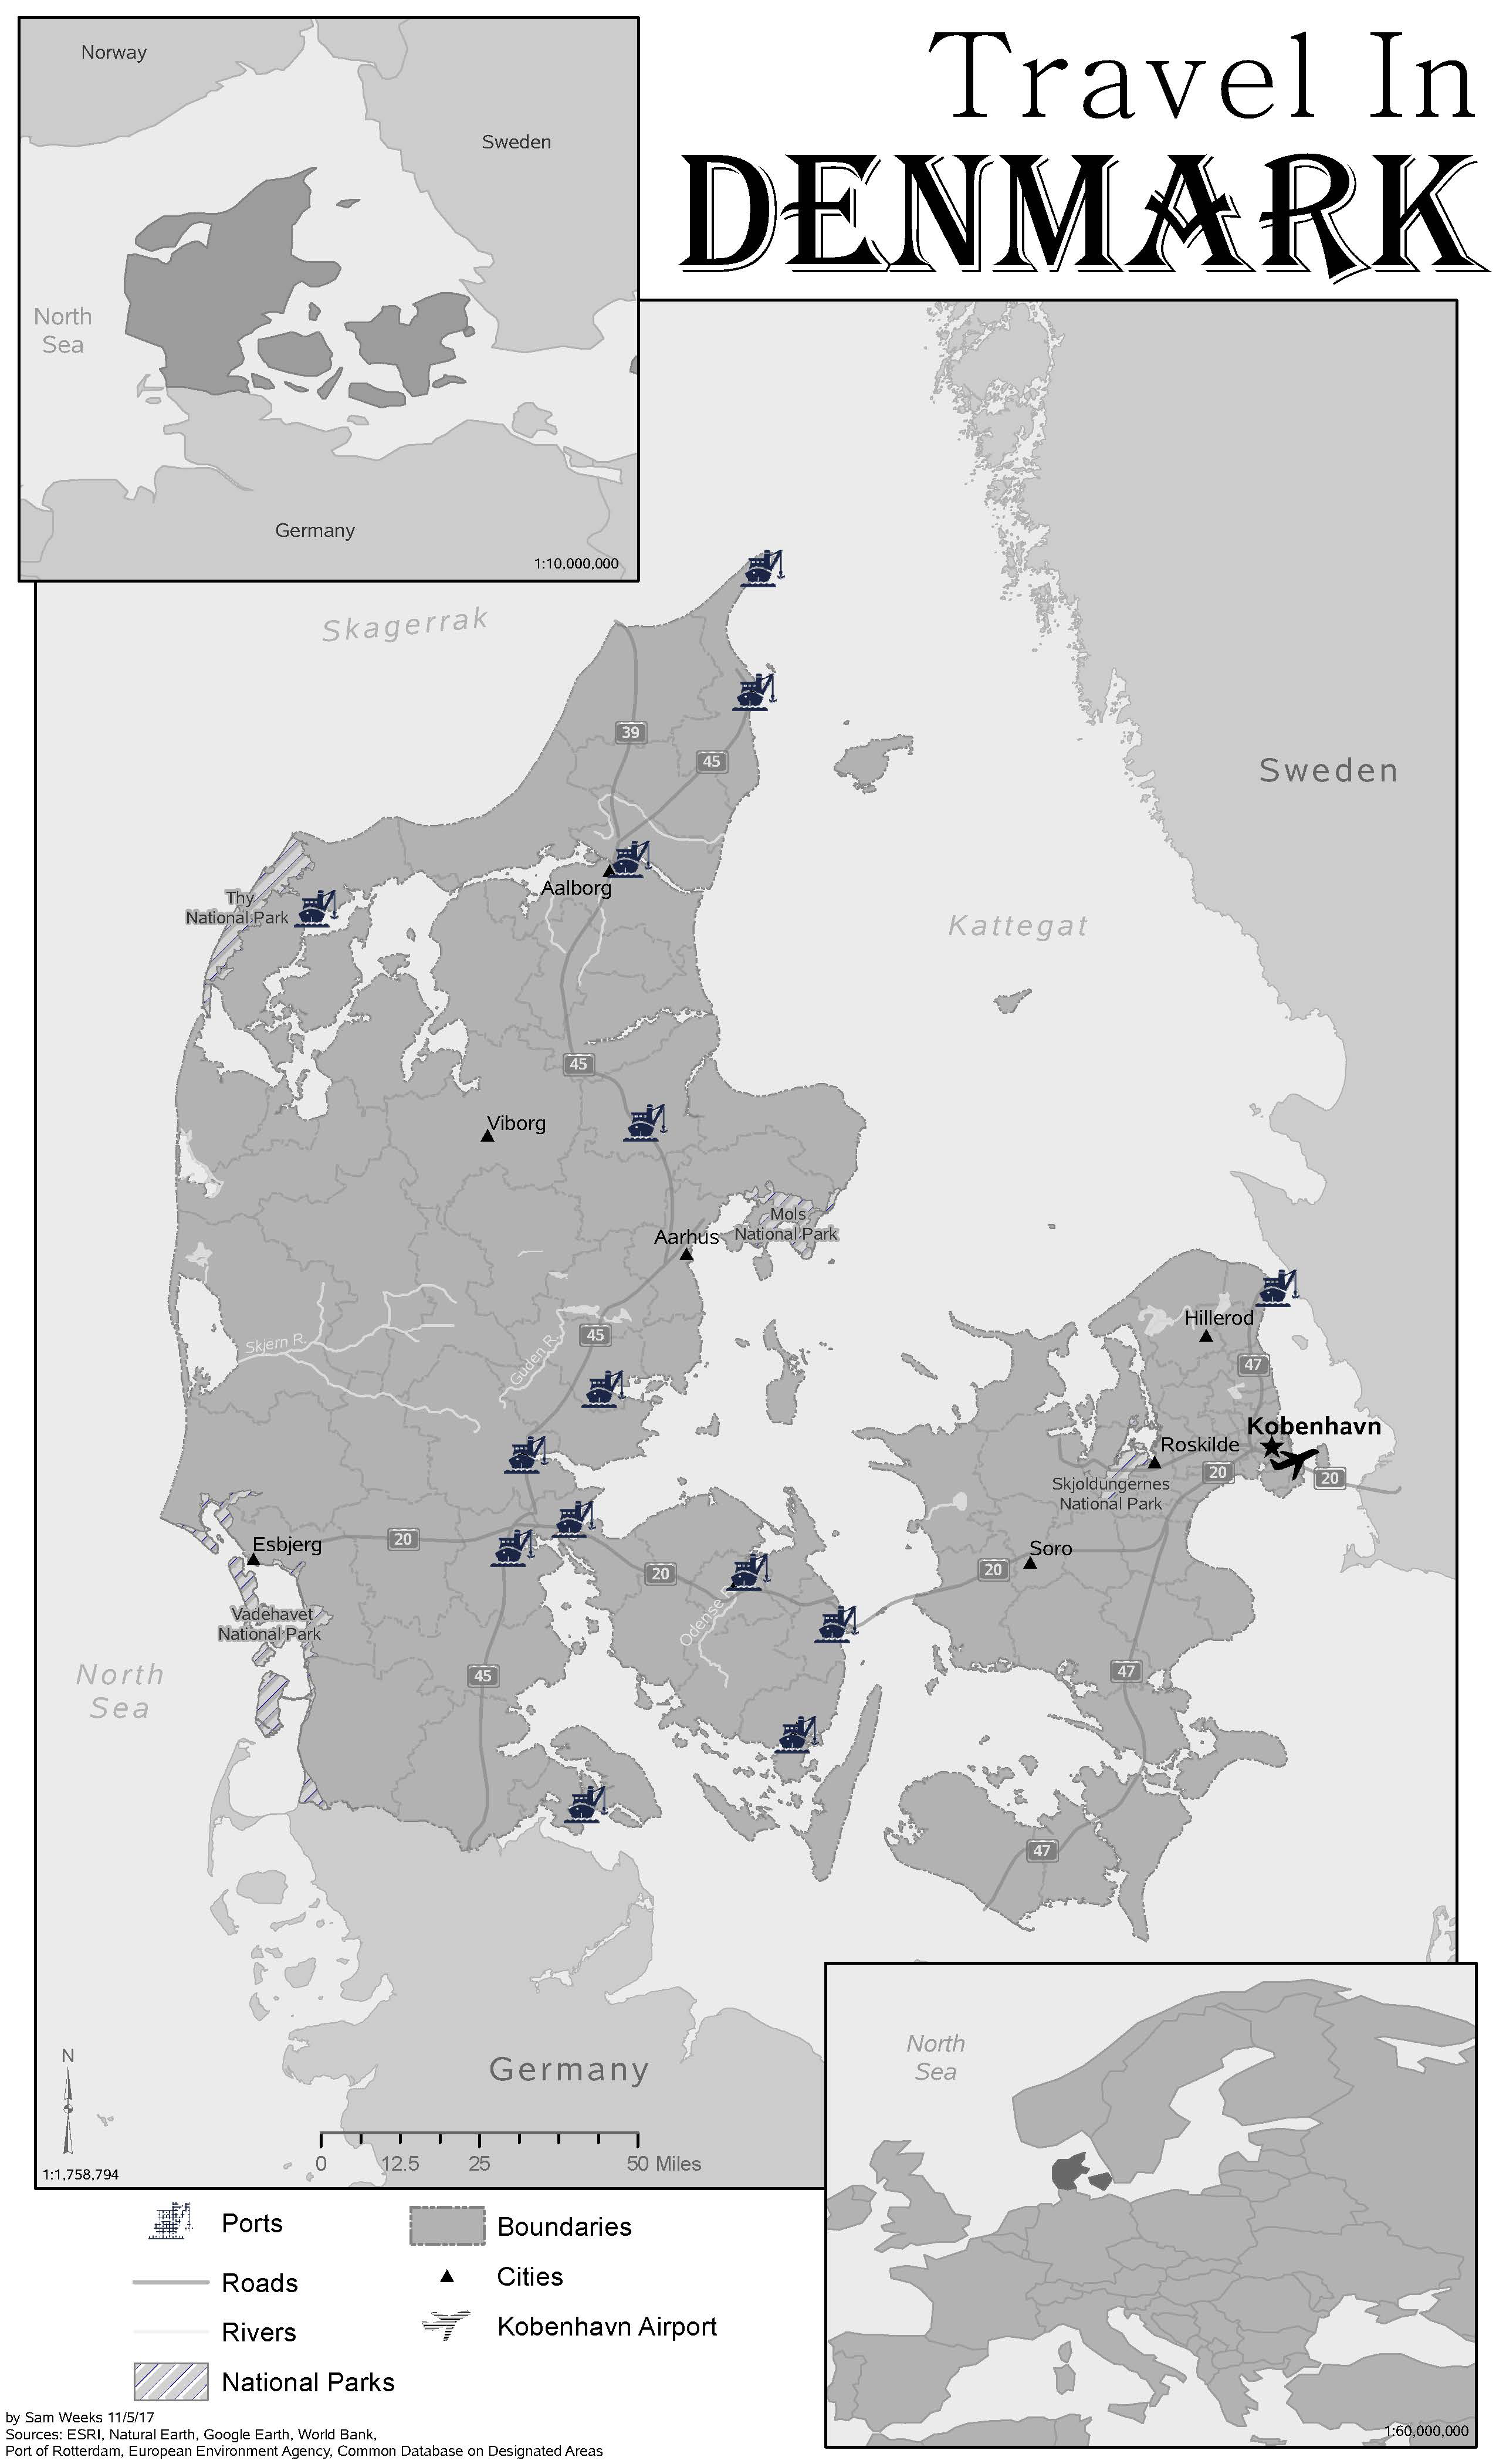 Travel In
DENMARK
Norway
Sweden
North
Sea
Germany
1:10,000,000
Skagerrak
39
45
Sweden
Aalborg
Thy
National Park
Kattegat
45
Viborg
Mols
National Park
Aarhus
Hillerod
Skjern R.
Guden R.
45
47
Kobenhavn
Roskilde
20
20
Skjoldungernes
National Park
Esbjerg
20
Soro
20
20
Vadehavet
National Park
Odense
North
Sea
45
47
47
Germany
N
1:1,758,794
0 12.5 25 50 Miles
North
Sea
1:60,000,000
Ports
Roads
Rivers
National Parks
Boundaries
Cities
Kobenhavn Airport
by Sam Weeks 11/5/17
Sources: ESRI, Natural Earth, Google Earth, World Bank,
Port of Rotterdam, European Environment Agency, Common Database on Designated Areas